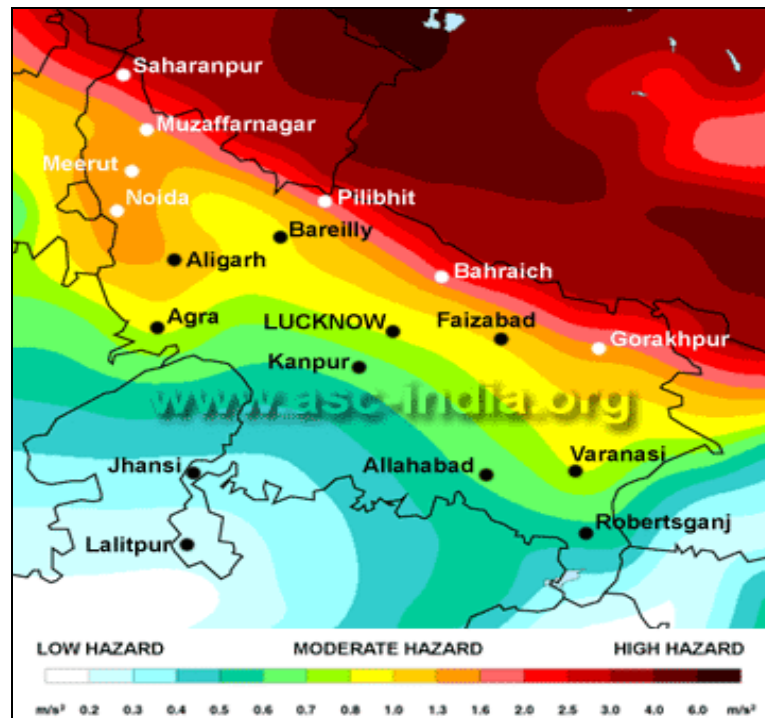 Saharanpur
Muzaffarnagar
Meerut
Noida
Pilibhit
Bareilly
Aligarh
Bahraich
Agra
LUCKNOW
Faizabad
Gorakhpur
Kanpur
www.asc-india.org
Jhansi
Allahabad
Varanasi
Robertsganj
Lalitpur
LOW HAZARD MODERATE HAZARD HIGH HAZARD
m/s² 0.2 0.3 0.4 0.5 0.6 0.7 0.8 1.0 1.3 1.6 2.0 2.5 3.0 4.0 6.0 m/s²